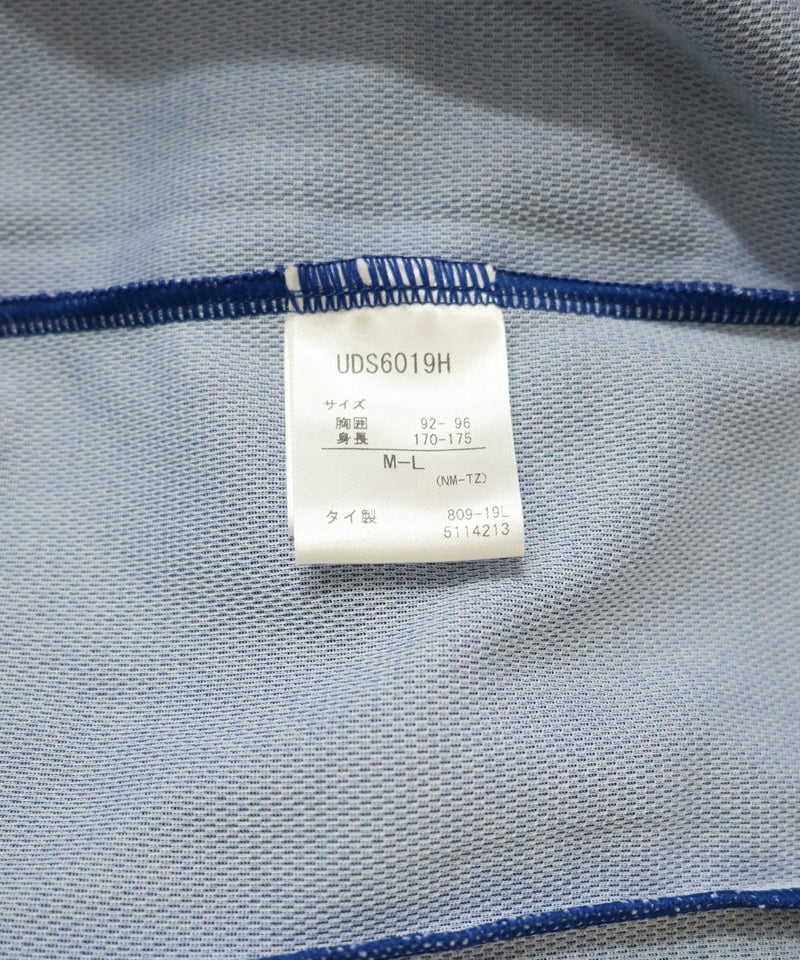 UDS6019H
サイズ
胸囲 92- 96
身長 170-175
M-L
(NM-TZ)
タイ製 809-19L
5114213